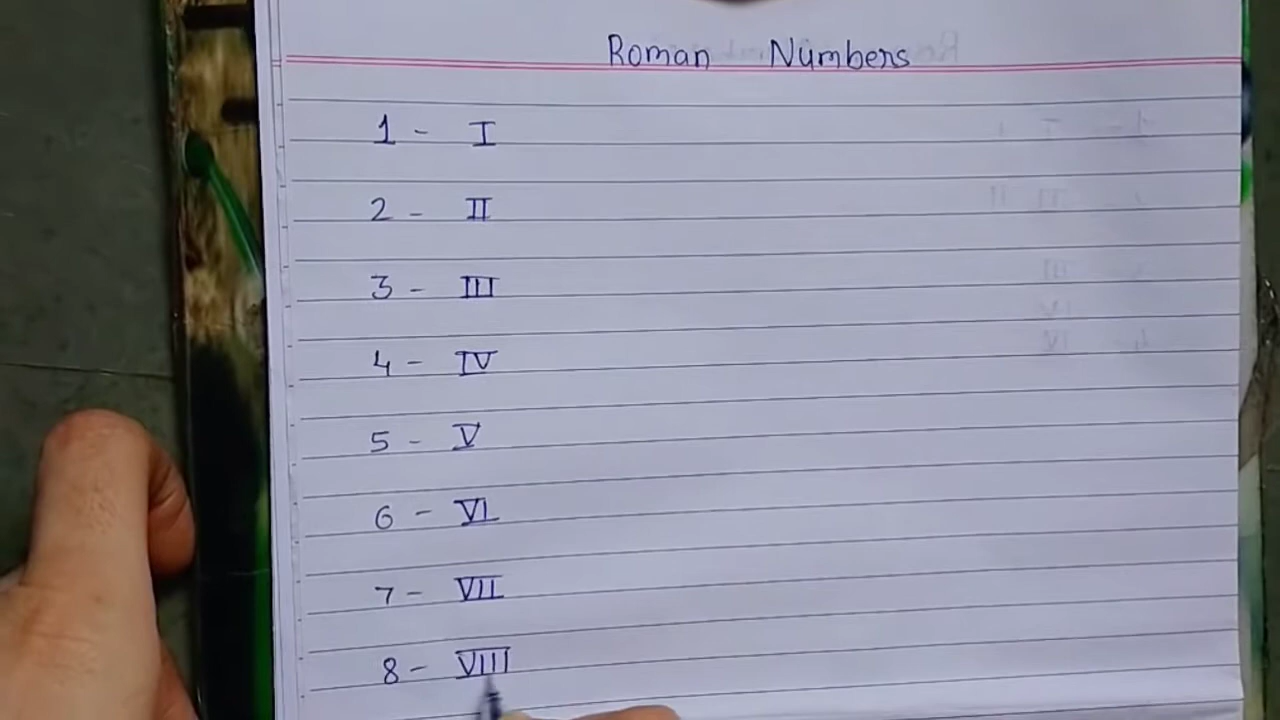 Roman Numbers
1 - I
2 - II
3 - III
4 - IV
5 - V
6 - VI
7 - VII
8 - VIII